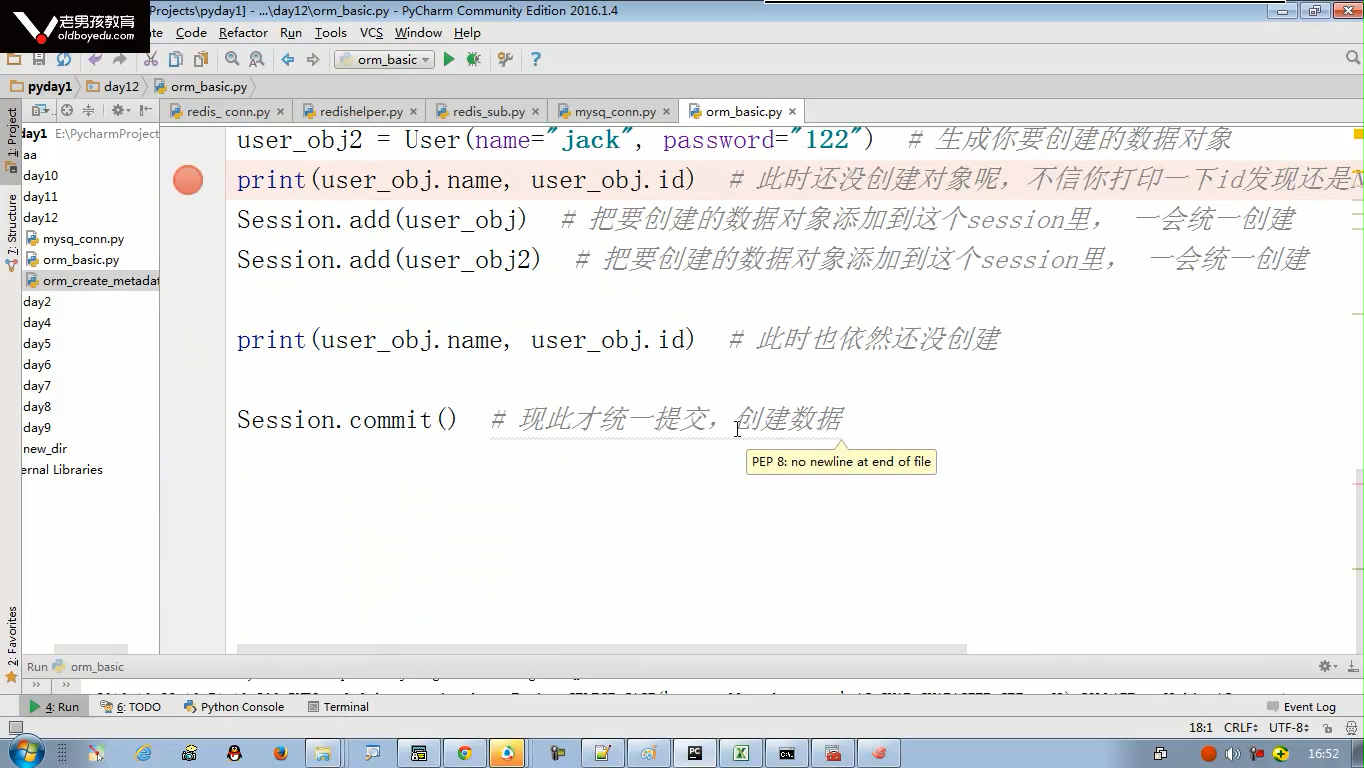 老男孩教育
oldboyedu.com
Projects\pyday1] - ...\day12\orm_basic.py - PyCharm Community Edition 2016.1.4
ate Code Refactor Run Tools VCS Window Help
orm_basic
pyday1 day12 orm_basic.py
redis_ conn.py redishelper.py redis_sub.py mysq_conn.py orm_basic.py
1: Project
7: Structure
2: Favorites
day1 E:\PycharmProject
aa
day10
day11
day12
mysq_conn.py
orm_basic.py
orm_create_metadat
day2
day4
day5
day6
day7
day8
day9
new_dir
ernal Libraries
user_obj2 = User(name="jack", password="122") # 生成你要创建的数据对象
print(user_obj.name, user_obj.id) # 此时还没创建对象呢，不信你打印一下id发现还是N
Session.add(user_obj) # 把要创建的数据对象添加到这个session里， 一会统一创建
Session.add(user_obj2) # 把要创建的数据对象添加到这个session里， 一会统一创建
print(user_obj.name, user_obj.id) # 此时也依然还没创建
Session.commit() # 现此才统一提交，创建数据
PEP 8: no newline at end of file
Run orm_basic
4: Run 6: TODO Python Console Terminal Event Log
18:1 CRLF UTF-8
16:52